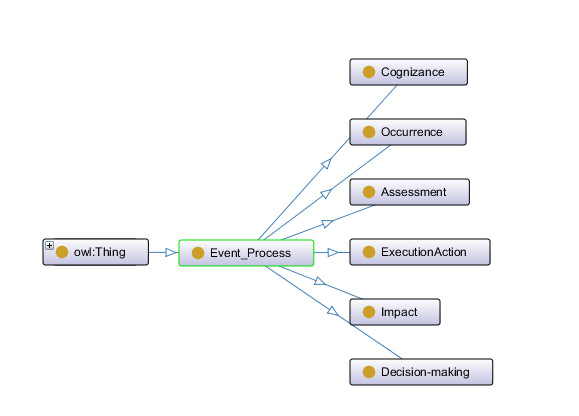 Cognizance
Occurrence
Assessment
owl:Thing
Event_Process
ExecutionAction
Impact
Decision-making